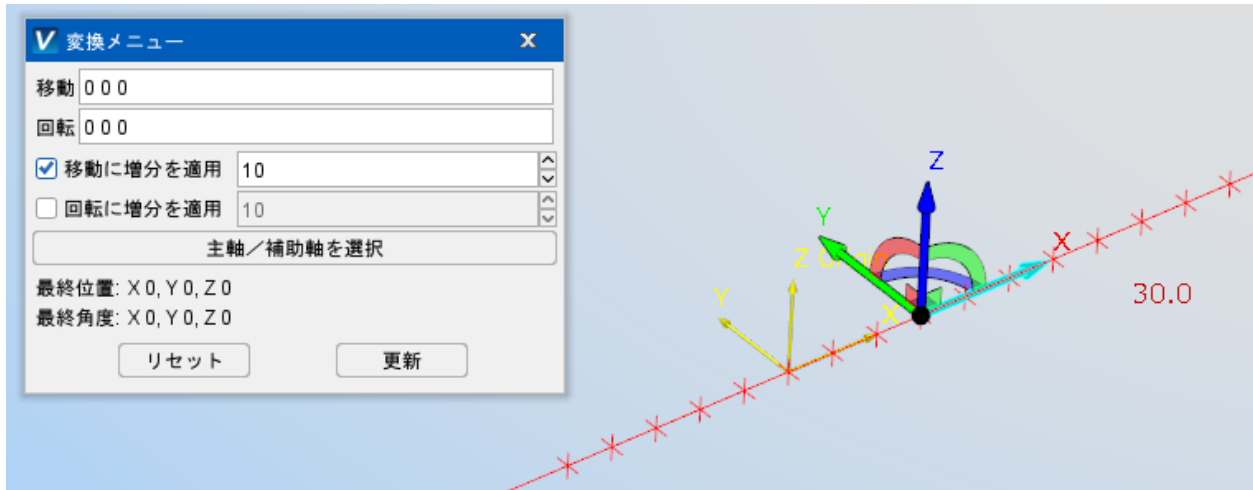 V 変換メニュー x
移動 0 0 0
回転 0 0 0
移動に増分を適用 10
回転に増分を適用 10
主軸／補助軸を選択
最終位置: X 0, Y 0, Z 0
最終角度: X 0, Y 0, Z 0
リセット 更新
Z
Y
X
30.0
Y
X